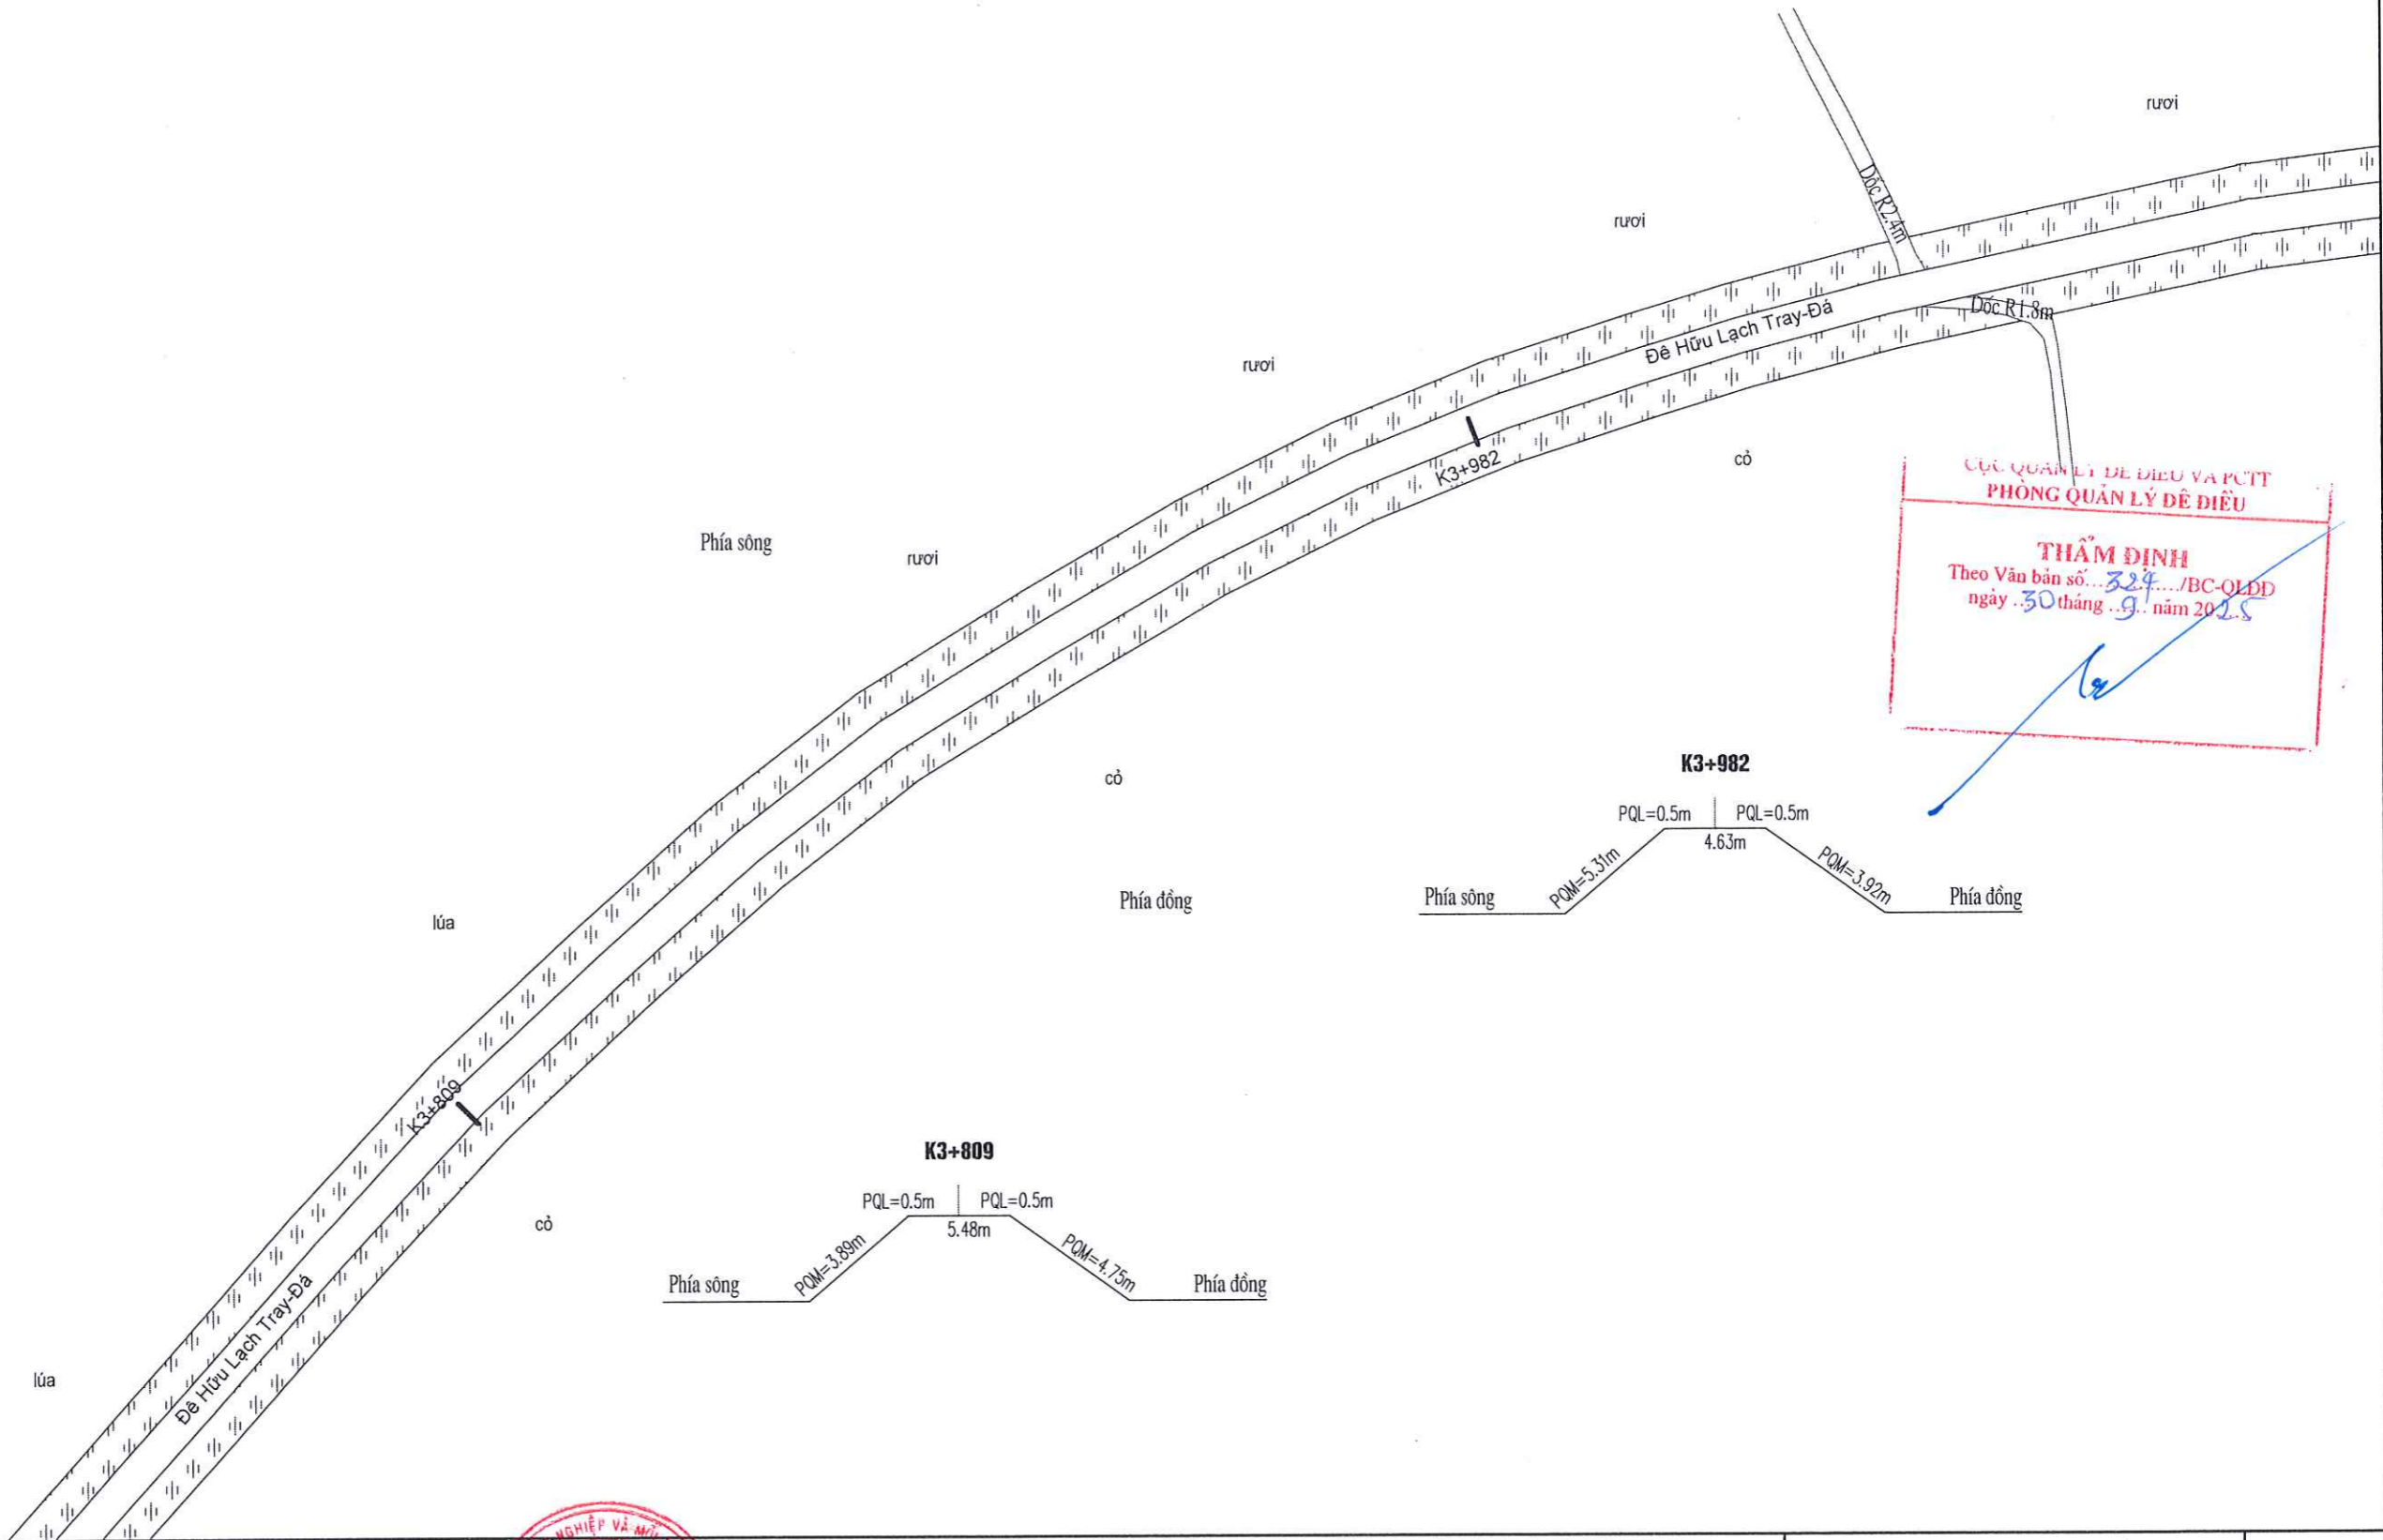 rươi
Dốc R2.4m
rươi
Dốc R1.8m
Đê Hữu Lạch Tray-Đá
rươi
K3+982
cỏ
CỤC QUẢN LÝ ĐÊ ĐIỀU VÀ PCTT
PHÒNG QUẢN LÝ ĐÊ ĐIỀU
THẨM ĐỊNH
Theo Văn bản số...324..../BC-QLĐĐ
ngày ..30 tháng ..9.. năm 2025
Phía sông
rươi
cỏ
K3+982
PQL=0.5m PQL=0.5m
4.63m
PQM=5.31m
PQM=3.92m
Phía sông
Phía đồng
Phía đồng
lúa
K3+809
K3+809
PQL=0.5m PQL=0.5m
5.48m
PQM=3.89m
PQM=4.75m
Phía sông
Phía đồng
cỏ
Đê Hữu Lạch Tray-Đá
lúa
NGHIỆP VÀ MÔI